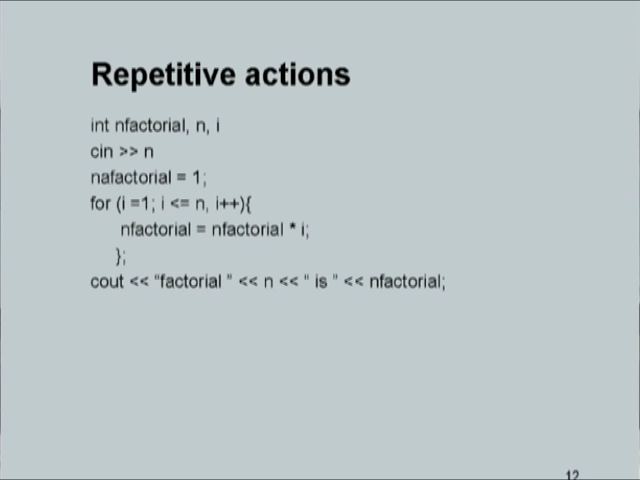 Repetitive actions
int nfactorial, n, i
cin >> n
nafactorial = 1;
for (i =1; i <= n, i++){
nfactorial = nfactorial * i;
};
cout << "factorial " << n << " is " << nfactorial;
12